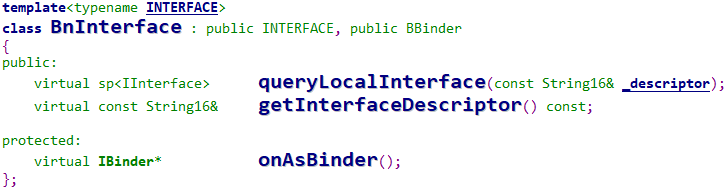 template<typename INTERFACE>
class BnInterface : public INTERFACE, public BBinder
{
public:
    virtual sp<IInterface>      queryLocalInterface(const String16& _descriptor);
    virtual const String16&     getInterfaceDescriptor() const;

protected:
    virtual IBinder*            onAsBinder();
};